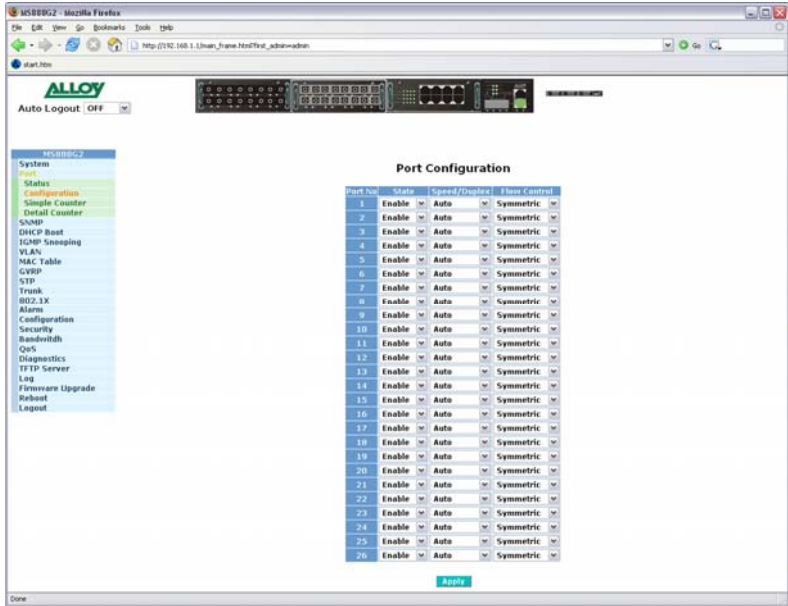 MS888G2 - Mozilla Firefox
File Edit View Go Bookmarks Tools Help
http://192.168.1.1/main_frame.html?first_admin=admin
Go
start.htm
ALLOY
Auto Logout OFF
MS888G2
System
Port
Status
Configuration
Simple Counter
Detail Counter
SNMP
DHCP Boot
IGMP Snooping
VLAN
MAC Table
GVRP
STP
Trunk
802.1X
Alarm
Configuration
Security
Bandwitdh
QoS
Diagnostics
TFTP Server
Log
Firmware Upgrade
Reboot
Logout
Port Configuration
Port No State Speed/Duplex Flow Control
1 Enable Auto Symmetric
2 Enable Auto Symmetric
3 Enable Auto Symmetric
4 Enable Auto Symmetric
5 Enable Auto Symmetric
6 Enable Auto Symmetric
7 Enable Auto Symmetric
8 Enable Auto Symmetric
9 Enable Auto Symmetric
10 Enable Auto Symmetric
11 Enable Auto Symmetric
12 Enable Auto Symmetric
13 Enable Auto Symmetric
14 Enable Auto Symmetric
15 Enable Auto Symmetric
16 Enable Auto Symmetric
17 Enable Auto Symmetric
18 Enable Auto Symmetric
19 Enable Auto Symmetric
20 Enable Auto Symmetric
21 Enable Auto Symmetric
22 Enable Auto Symmetric
23 Enable Auto Symmetric
24 Enable Auto Symmetric
25 Enable Auto Symmetric
26 Enable Auto Symmetric
Apply
Done